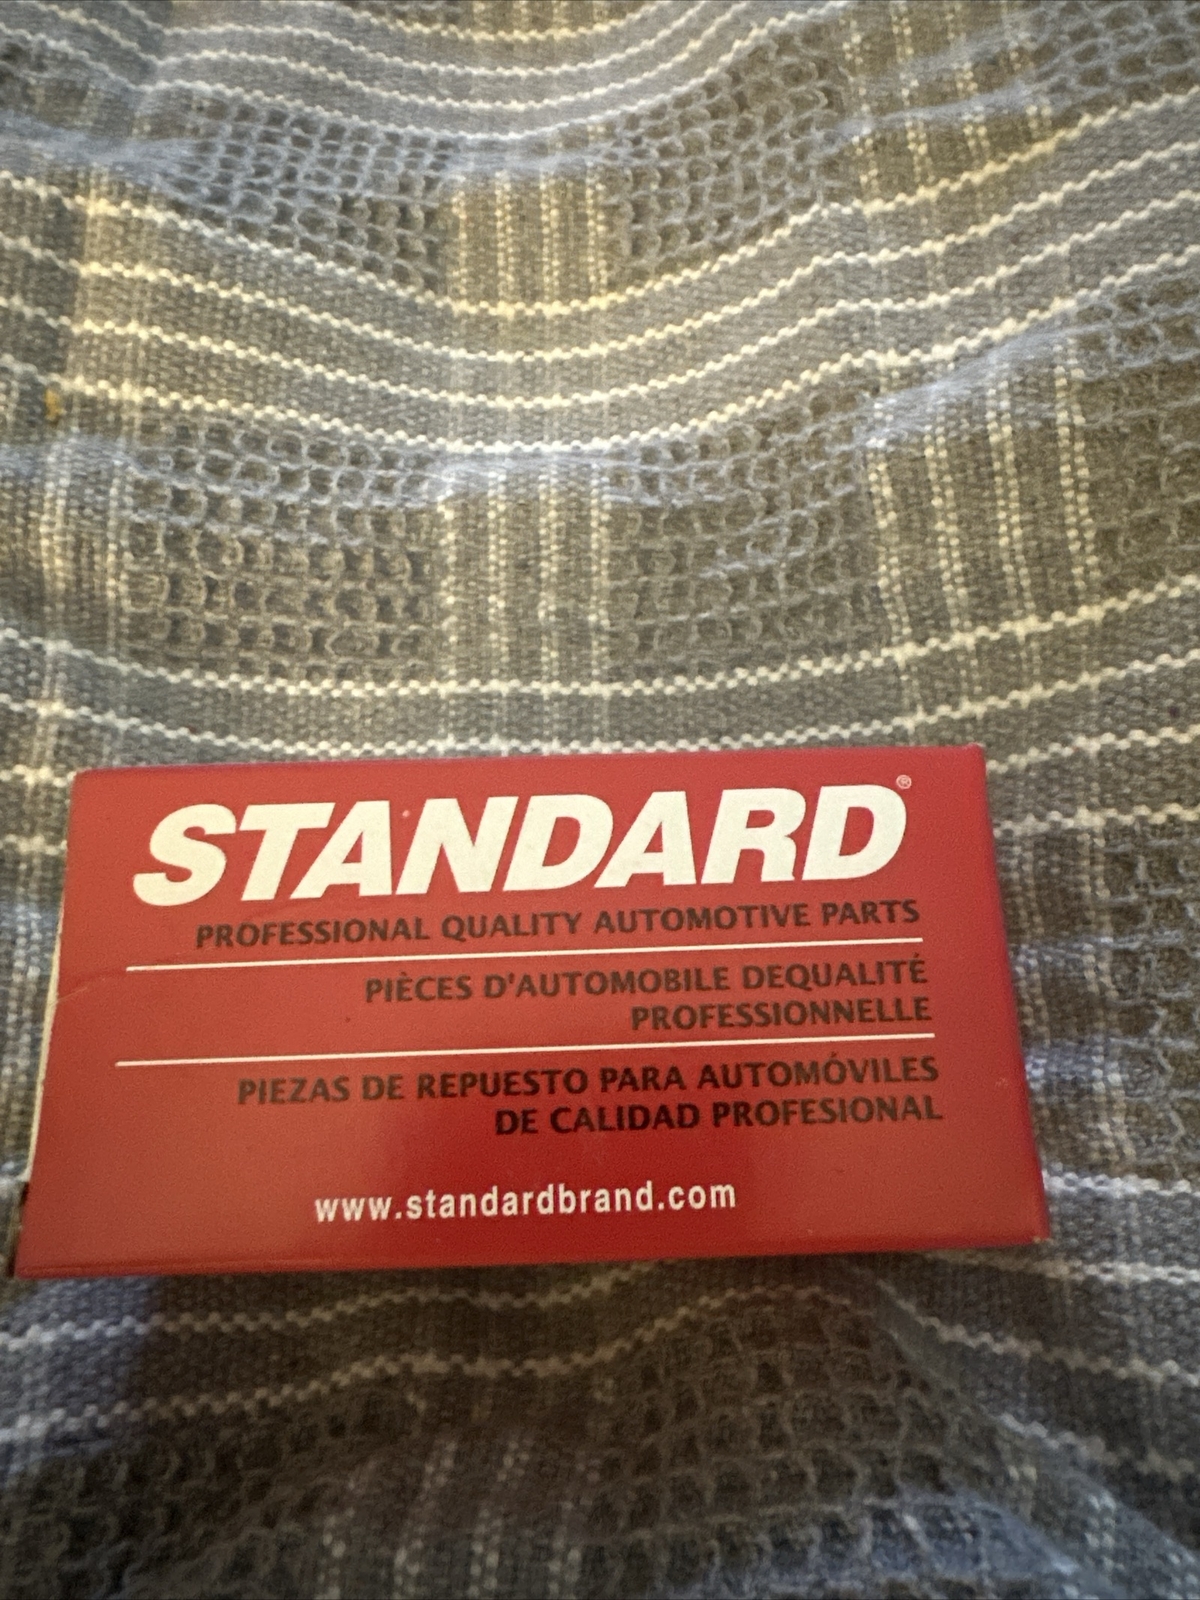 STANDARD®
PROFESSIONAL QUALITY AUTOMOTIVE PARTS
PIÈCES D'AUTOMOBILE DEQUALITÉ
PROFESSIONNELLE
PIEZAS DE REPUESTO PARA AUTOMÓVILES
DE CALIDAD PROFESIONAL
www.standardbrand.com